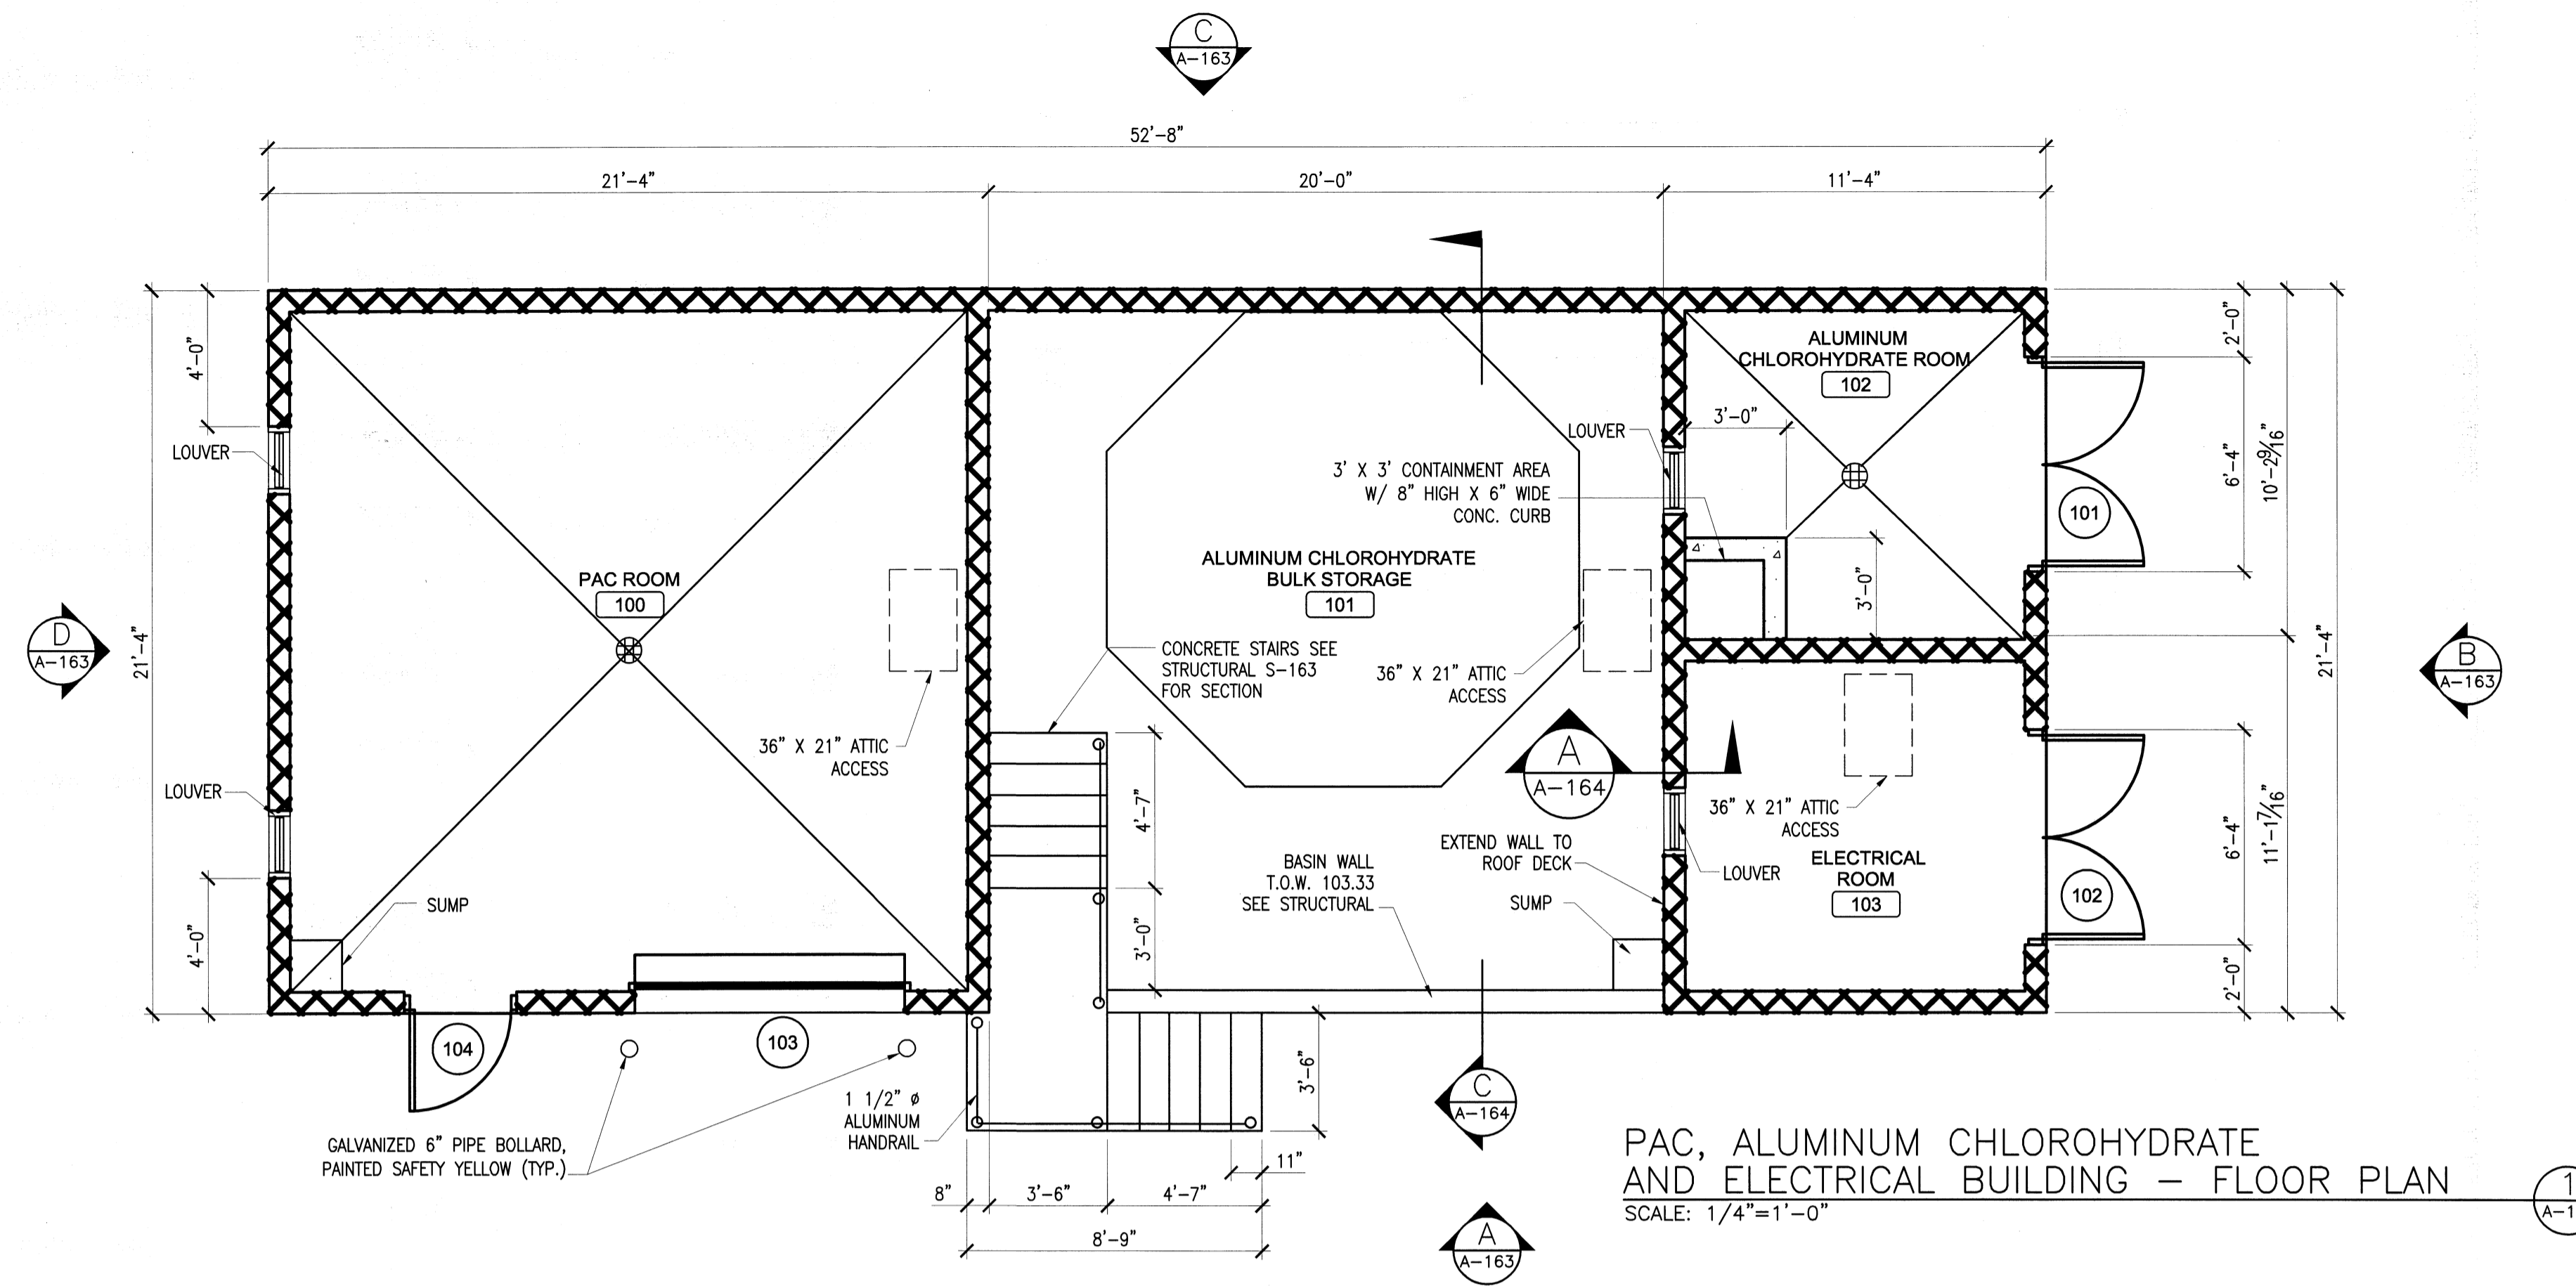 C
A-163
52'-8"
21'-4"
20'-0"
11'-4"
4'-0"
LOUVER
21'-4"
D
A-163
LOUVER
4'-0"
PAC ROOM
100
36" X 21" ATTIC
ACCESS
SUMP
104
103
GALVANIZED 6" PIPE BOLLARD,
PAINTED SAFETY YELLOW (TYP.)
1 1/2" ø
ALUMINUM
HANDRAIL
LOUVER
3' X 3' CONTAINMENT AREA
W/ 8" HIGH X 6" WIDE
CONC. CURB
ALUMINUM CHLOROHYDRATE
BULK STORAGE
101
CONCRETE STAIRS SEE
STRUCTURAL S-163
FOR SECTION
36" X 21" ATTIC
ACCESS
A
A-164
4'-7"
3'-0"
BASIN WALL
T.O.W. 103.33
SEE STRUCTURAL
EXTEND WALL TO
ROOF DECK
SUMP
3'-6"
11"
8"
3'-6"
4'-7"
8'-9"
C
A-164
A
A-163
ALUMINUM
CHLOROHYDRATE ROOM
102
3'-0"
3'-0"
36" X 21" ATTIC
ACCESS
LOUVER
ELECTRICAL
ROOM
103
101
102
2'-0"
6'-4"
10'-2 9/16"
21'-4"
6'-4"
11'-1 7/16"
2'-0"
B
A-163
PAC, ALUMINUM CHLOROHYDRATE
AND ELECTRICAL BUILDING – FLOOR PLAN
SCALE: 1/4"=1'-0"
1